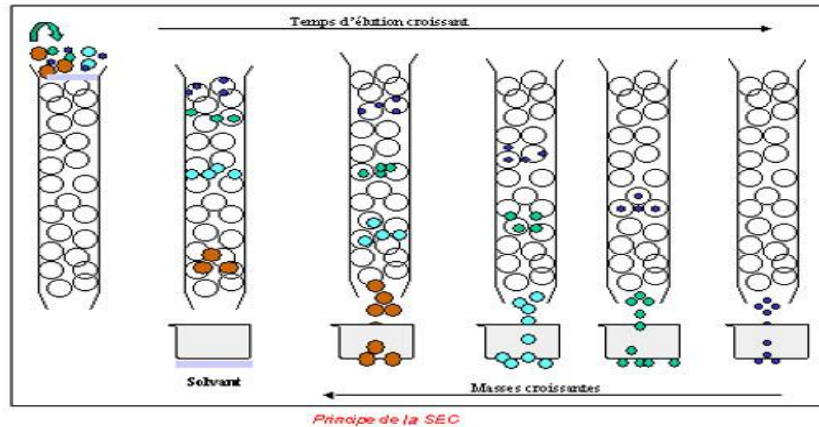 Temps d'élution croissant
Solvant
Masses croissantes
Principe de la SEC